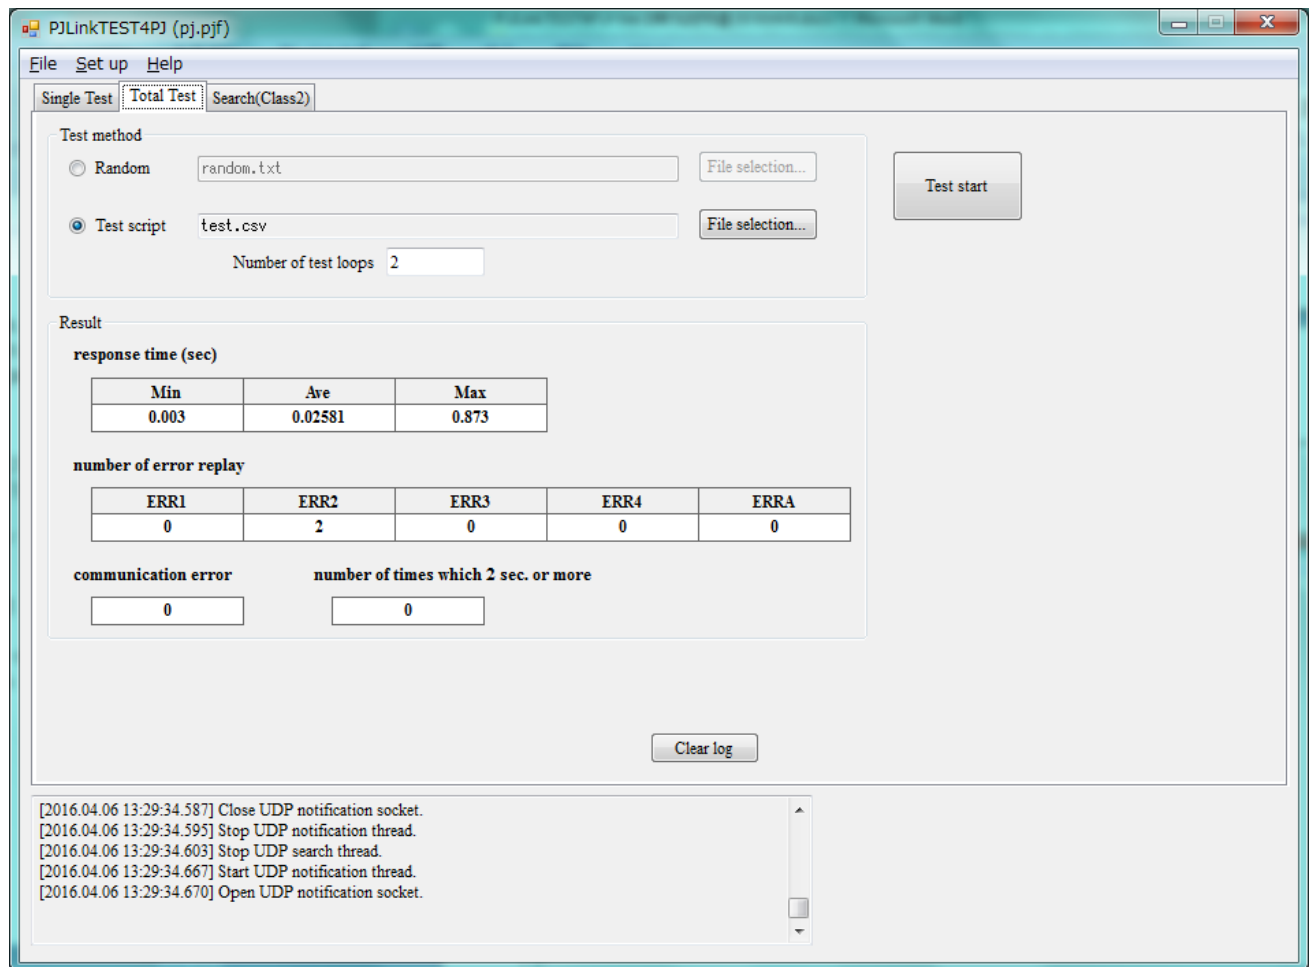 PJLinkTEST4PJ (pj.pjf)
File Set up Help
Single Test Total Test Search(Class2)
Test method
Random random.txt File selection...
Test start
Test script test.csv File selection...
Number of test loops 2
Result
response time (sec)
Min Ave Max
0.003 0.02581 0.873
number of error replay
ERR1 ERR2 ERR3 ERR4 ERRA
0 2 0 0 0
communication error number of times which 2 sec. or more
0 0
Clear log
[2016.04.06 13:29:34.587] Close UDP notification socket.
[2016.04.06 13:29:34.595] Stop UDP notification thread.
[2016.04.06 13:29:34.603] Stop UDP search thread.
[2016.04.06 13:29:34.667] Start UDP notification thread.
[2016.04.06 13:29:34.670] Open UDP notification socket.